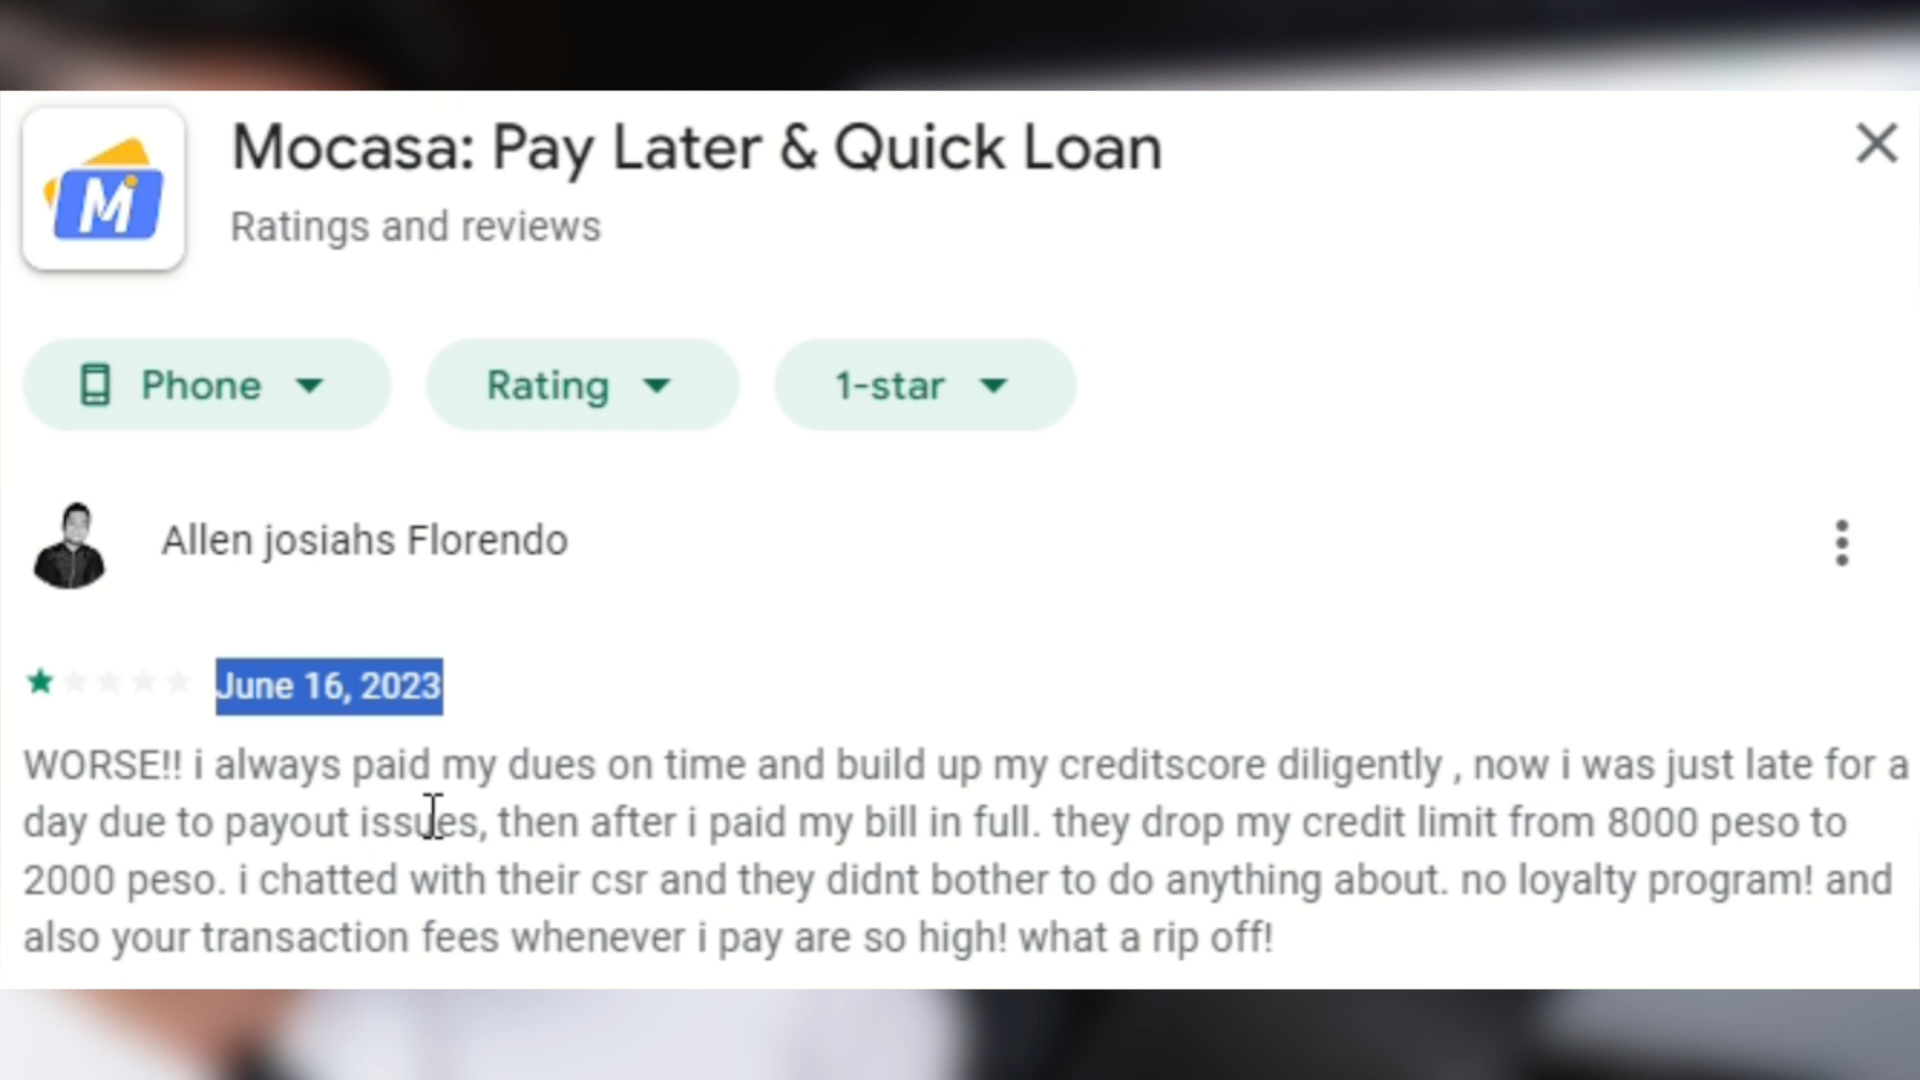 M
Mocasa: Pay Later & Quick Loan
Ratings and reviews
Phone
Rating
1-star
Allen josiahs Florendo
June 16, 2023
WORSE!! i always paid my dues on time and build up my creditscore diligently , now i was just late for a
day due to payout issues, then after i paid my bill in full. they drop my credit limit from 8000 peso to
2000 peso. i chatted with their csr and they didnt bother to do anything about. no loyalty program! and
also your transaction fees whenever i pay are so high! what a rip off!